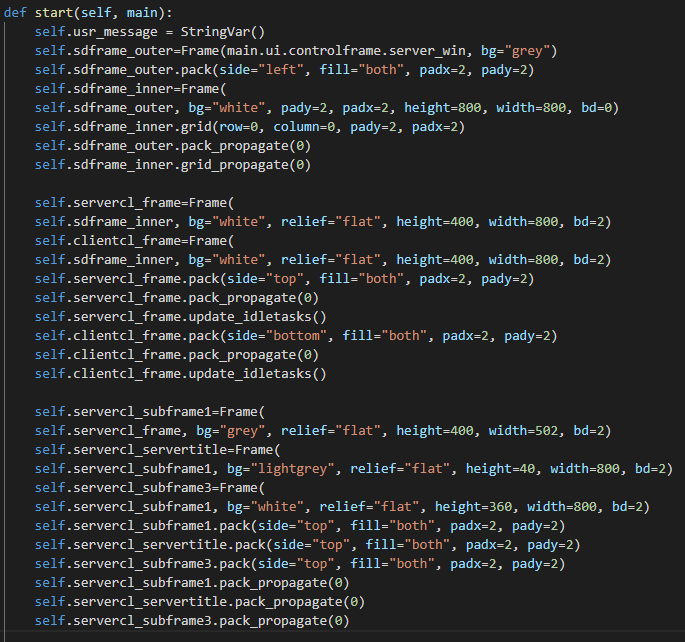 def start(self, main):
    self.usr_message = StringVar()
    self.sdframe_outer=Frame(main.ui.controlframe.server_win, bg="grey")
    self.sdframe_outer.pack(side="left", fill="both", padx=2, pady=2)
    self.sdframe_inner=Frame(
    self.sdframe_outer, bg="white", pady=2, padx=2, height=800, width=800, bd=0)
    self.sdframe_inner.grid(row=0, column=0, pady=2, padx=2)
    self.sdframe_outer.pack_propagate(0)
    self.sdframe_inner.grid_propagate(0)

    self.servercl_frame=Frame(
    self.sdframe_inner, bg="white", relief="flat", height=400, width=800, bd=2)
    self.clientcl_frame=Frame(
    self.sdframe_inner, bg="white", relief="flat", height=400, width=800, bd=2)
    self.servercl_frame.pack(side="top", fill="both", padx=2, pady=2)
    self.servercl_frame.pack_propagate(0)
    self.servercl_frame.update_idletasks()
    self.clientcl_frame.pack(side="bottom", fill="both", padx=2, pady=2)
    self.clientcl_frame.pack_propagate(0)
    self.clientcl_frame.update_idletasks()

    self.servercl_subframe1=Frame(
    self.servercl_frame, bg="grey", relief="flat", height=400, width=502, bd=2)
    self.servercl_servertitle=Frame(
    self.servercl_subframe1, bg="lightgrey", relief="flat", height=40, width=800, bd=2)
    self.servercl_subframe3=Frame(
    self.servercl_subframe1, bg="white", relief="flat", height=360, width=800, bd=2)
    self.servercl_subframe1.pack(side="top", fill="both", padx=2, pady=2)
    self.servercl_servertitle.pack(side="top", fill="both", padx=2, pady=2)
    self.servercl_subframe3.pack(side="top", fill="both", padx=2, pady=2)
    self.servercl_subframe1.pack_propagate(0)
    self.servercl_servertitle.pack_propagate(0)
    self.servercl_subframe3.pack_propagate(0)